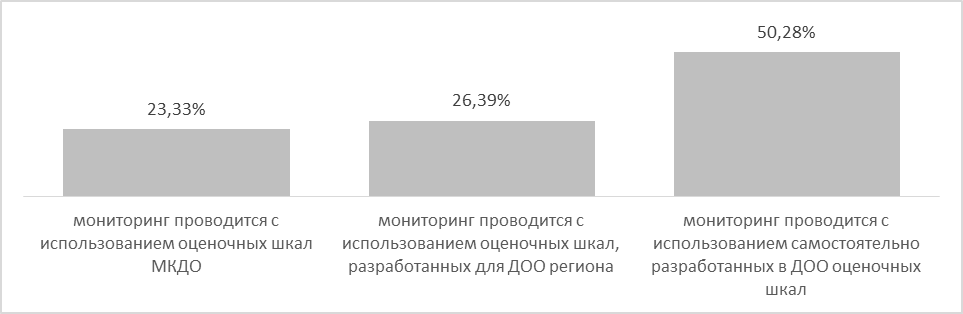 50,28%
26,39%
23,33%
мониторинг проводится с
использованием оценочных шкал
МКДО
мониторинг проводится с
использованием оценочных шкал,
разработанных для ДОО региона
мониторинг проводится с
использованием самостоятельно
разработанных в ДОО оценочных
шкал